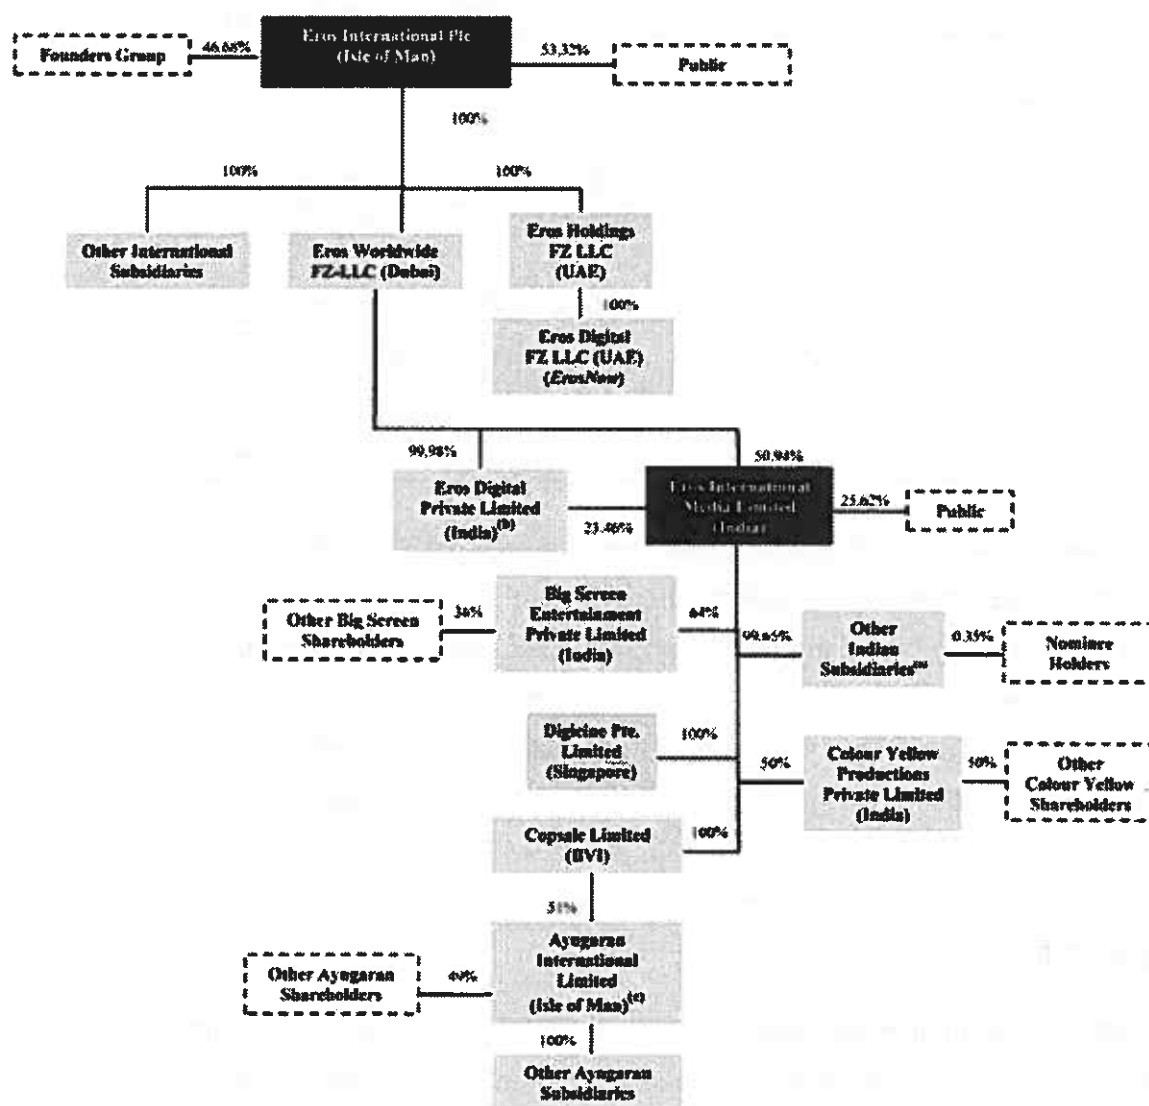 Founders Group
46.68%
Eros International Plc
(Isle of Man)
53.32%
Public
100%
100%
100%
Other International
Subsidiaries
Eros Worldwide
FZ-LLC (Dubai)
Eros Holdings
FZ LLC
(UAE)
100%
Eros Digital
FZ LLC (UAE)
(ErosNow)
99.98%
50.94%
Eros Digital
Private Limited
(India)(b)
23.46%
Eros International
Media Limited
(India)
25.62%
Public
Other Big Screen
Shareholders
36%
Big Screen
Entertainment
Private Limited
(India)
64%
99.65%
Other
Indian
Subsidiaries
0.35%
Nominee
Holders
Digicine Pte.
Limited
(Singapore)
100%
50%
Colour Yellow
Productions
Private Limited
(India)
50%
Other
Colour Yellow
Shareholders
Copsale Limited
(BVI)
100%
51%
Other Ayngaran
Shareholders
49%
Ayngaran
International
Limited
(Isle of Man)(c)
100%
Other Ayngaran
Subsidiaries